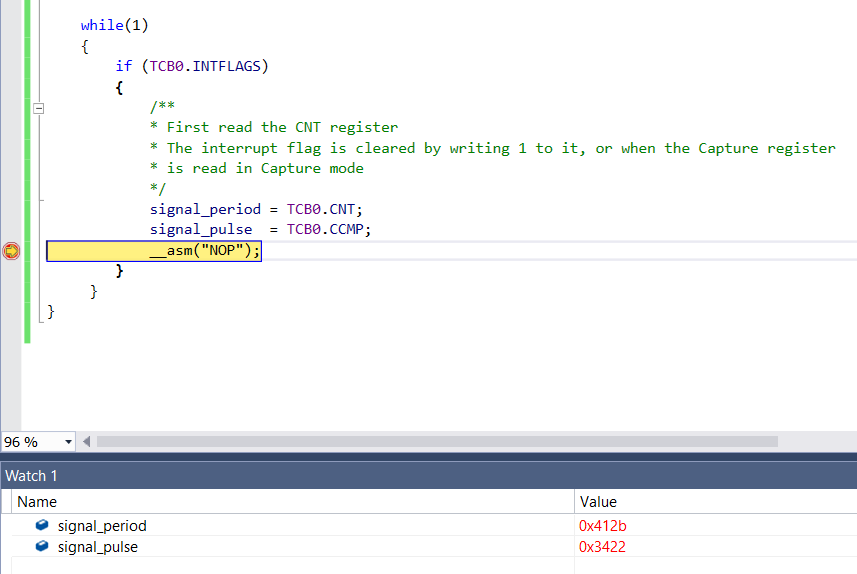 while(1)
{
if (TCB0.INTFLAGS)
{
/**
* First read the CNT register
* The interrupt flag is cleared by writing 1 to it, or when the Capture register
* is read in Capture mode
*/
signal_period = TCB0.CNT;
signal_pulse  = TCB0.CCMP;
__asm("NOP");
}
}
}
96 %
Watch 1
Name Value
signal_period 0x412b
signal_pulse 0x3422